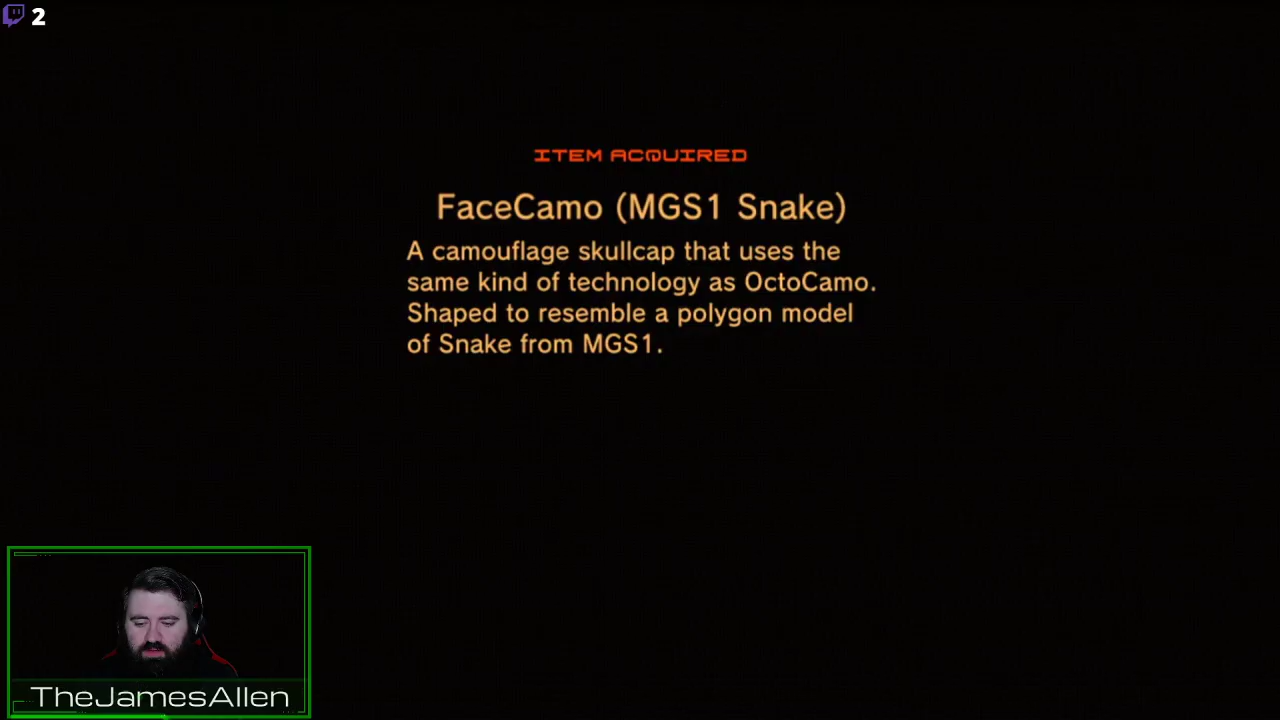 2
ITEM ACQUIRED
FaceCamo (MGS1 Snake)
A camouflage skullcap that uses the
same kind of technology as OctoCamo.
Shaped to resemble a polygon model
of Snake from MGS1.
TheJamesAllen